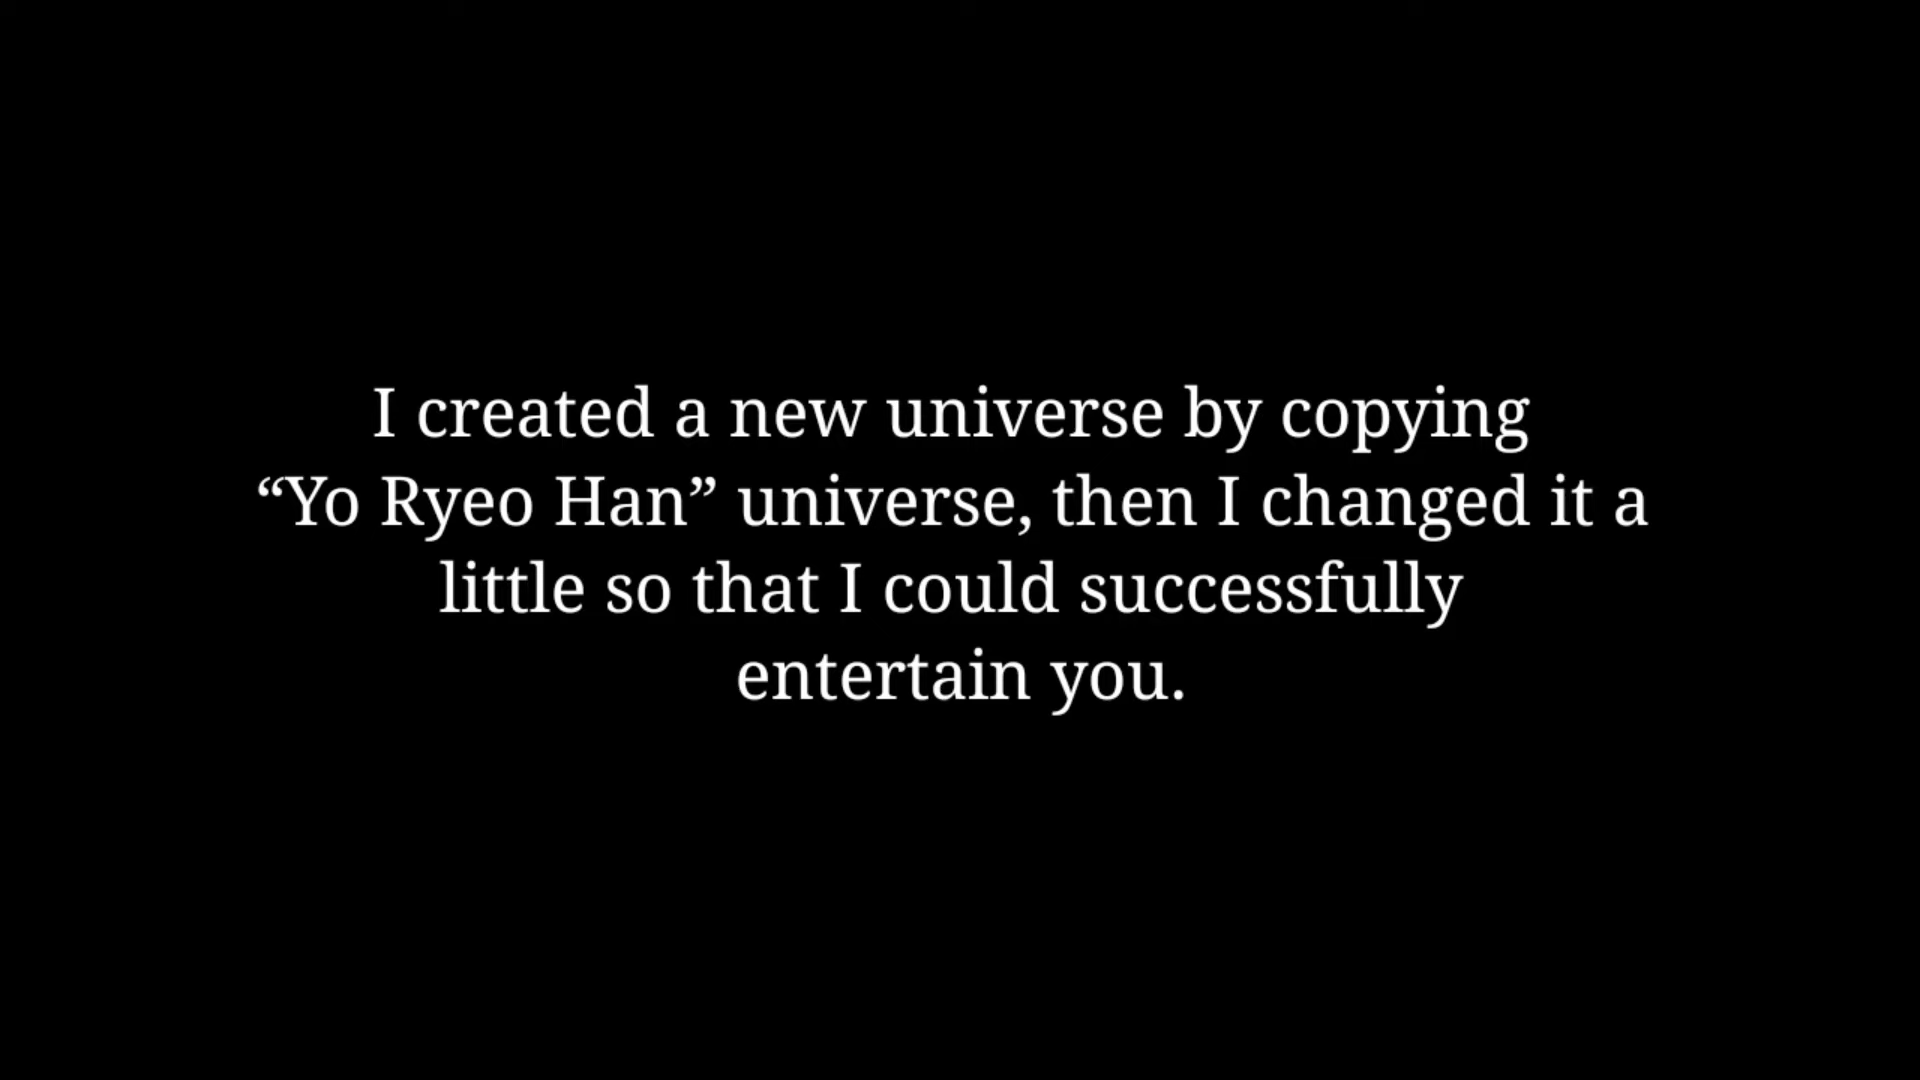 I created a new universe by copying
“Yo Ryeo Han” universe, then I changed it a
little so that I could successfully
entertain you.